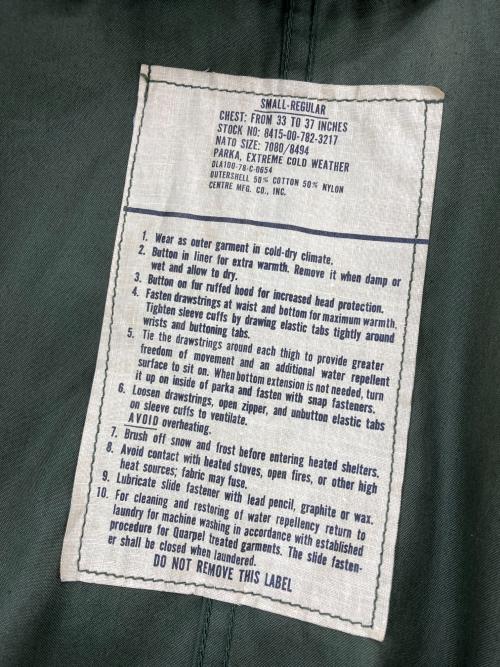 SMALL-REGULAR
CHEST: FROM 33 TO 37 INCHES
STOCK NO: 8415-00-782-3217
NATO SIZE: 7080/8494
PARKA, EXTREME COLD WEATHER
DLA100-78-C-0654
OUTERSHELL 50% COTTON 50% NYLON
CENTRE MFG. CO., INC.
1. Wear as outer garment in cold-dry climate.
2. Button in liner for extra warmth. Remove it when damp or
wet and allow to dry.
3. Button on fur ruffed hood for increased head protection.
4. Fasten drawstrings at waist and bottom for maximum warmth.
Tighten sleeve cuffs by drawing elastic tabs tightly around
wrists and buttoning tabs.
5. Tie the drawstrings around each thigh to provide greater
freedom of movement and an additional water repellent
surface to sit on. When bottom extension is not needed, turn
it up on inside of parka and fasten with snap fasteners.
6. Loosen drawstrings, open zipper, and unbutton elastic tabs
on sleeve cuffs to ventilate.
AVOID overheating.
7. Brush off snow and frost before entering heated shelters.
8. Avoid contact with heated stoves, open fires, or other high
heat sources; fabric may fuse.
9. Lubricate slide fastener with lead pencil, graphite or wax.
10. For cleaning and restoring of water repellency return to
laundry for machine washing in accordance with established
procedure for Quarpel treated garments. The slide fasten-
er shall be closed when laundered.
DO NOT REMOVE THIS LABEL